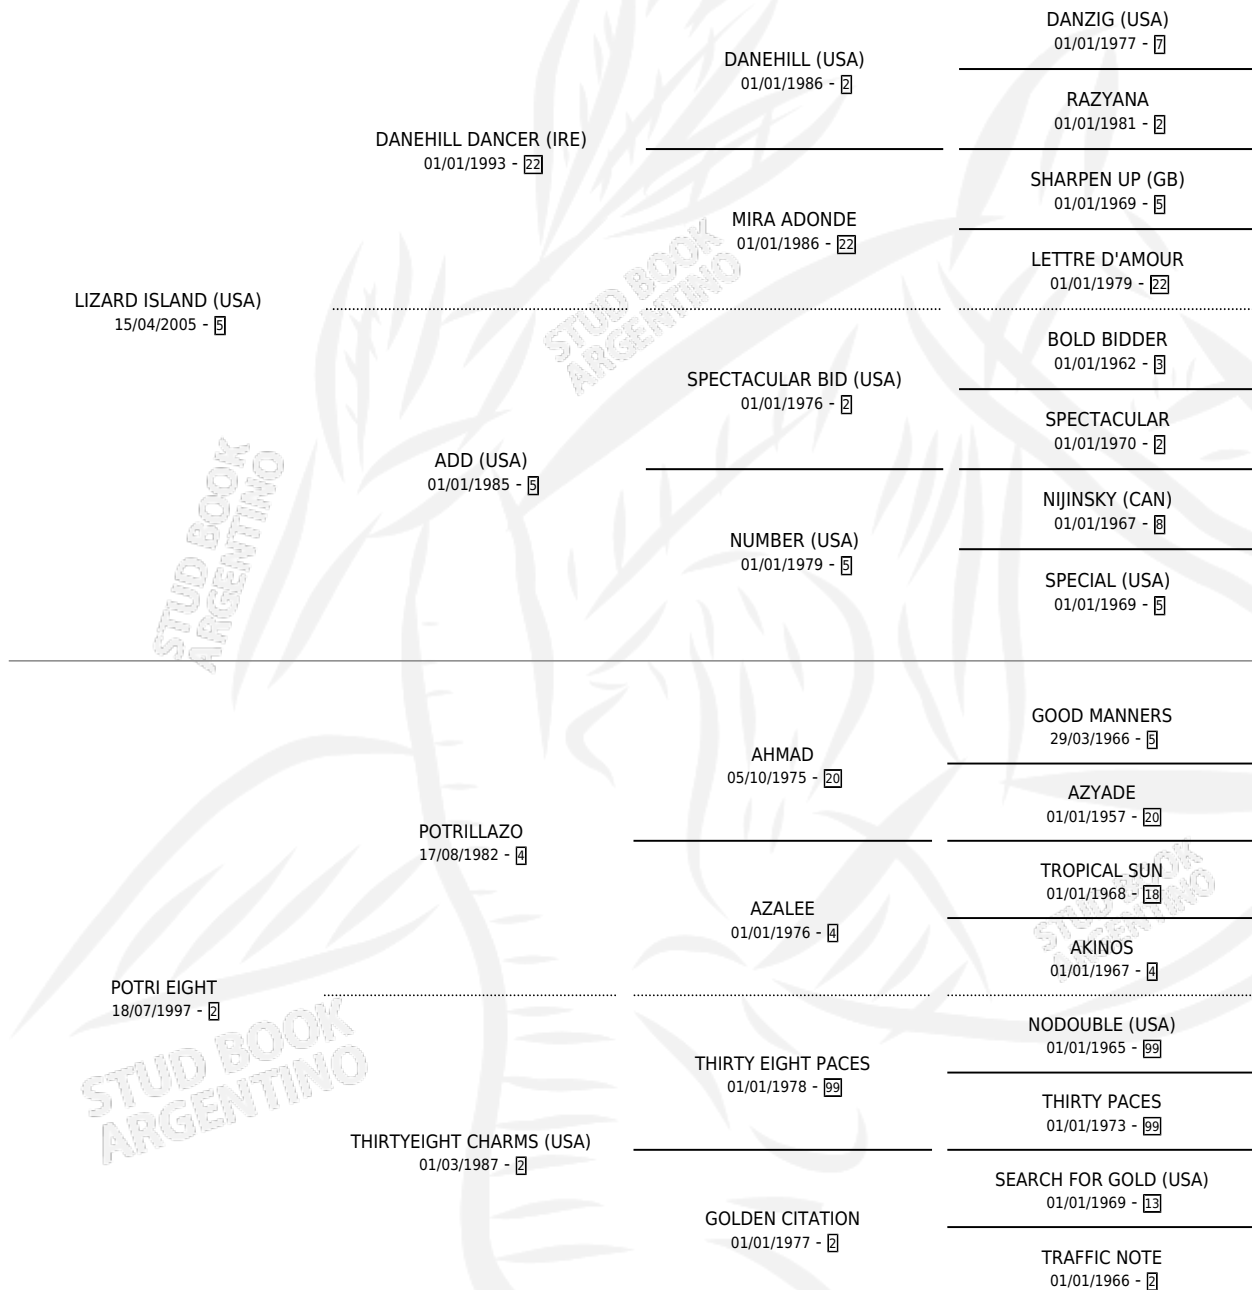 DANZIG (USA)
01/01/1977 - 7
DANEHILL (USA)
01/01/1986 - 2
RAZYANA
01/01/1981 - 2
DANEHILL DANCER (IRE)
01/01/1993 - 22
SHARPEN UP (GB)
01/01/1969 - 5
MIRA ADONDE
01/01/1986 - 22
LETTRE D'AMOUR
01/01/1979 - 22
LIZARD ISLAND (USA)
15/04/2005 - 5
BOLD BIDDER
01/01/1962 - 3
SPECTACULAR BID (USA)
01/01/1976 - 2
SPECTACULAR
01/01/1970 - 2
ADD (USA)
01/01/1985 - 5
NIJINSKY (CAN)
01/01/1967 - 8
NUMBER (USA)
01/01/1979 - 5
SPECIAL (USA)
01/01/1969 - 5
GOOD MANNERS
29/03/1966 - 5
AHMAD
05/10/1975 - 20
AZYADE
01/01/1957 - 20
POTRILLAZO
17/08/1982 - 4
TROPICAL SUN
01/01/1968 - 18
AZALEE
01/01/1976 - 4
AKINOS
01/01/1967 - 4
POTRI EIGHT
18/07/1997 - 2
NODOUBLE (USA)
01/01/1965 - 99
THIRTY EIGHT PACES
01/01/1978 - 99
THIRTY PACES
01/01/1973 - 99
THIRTYEIGHT CHARMS (USA)
01/03/1987 - 2
SEARCH FOR GOLD (USA)
01/01/1969 - 13
GOLDEN CITATION
01/01/1977 - 2
TRAFFIC NOTE
01/01/1966 - 2
STUD BOOK
ARGENTINO
STUD BOOK
ARGENTINO
STUD BOOK
ARGENTINO
STUD BOOK
ARGENTINO